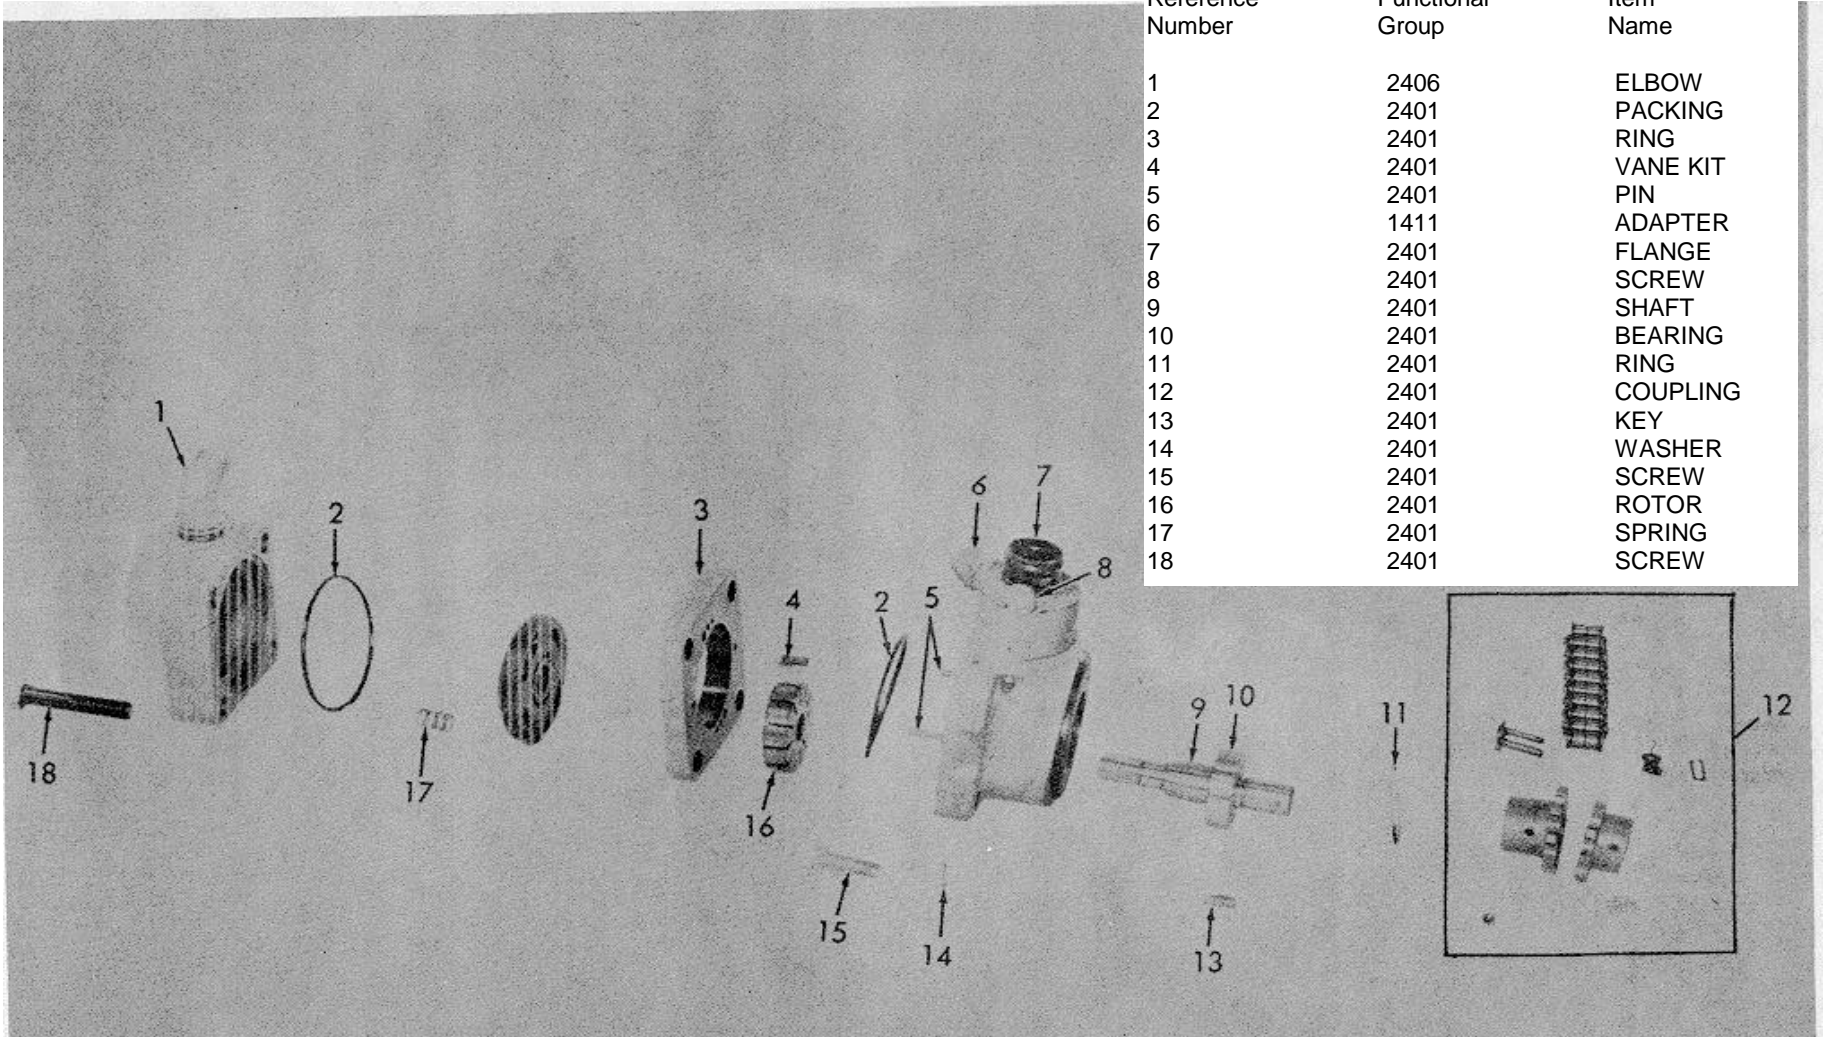 Reference Functional Item
Number Group Name
1 2406 ELBOW
2 2401 PACKING
3 2401 RING
4 2401 VANE KIT
5 2401 PIN
6 1411 ADAPTER
7 2401 FLANGE
8 2401 SCREW
9 2401 SHAFT
10 2401 BEARING
11 2401 RING
12 2401 COUPLING
13 2401 KEY
14 2401 WASHER
15 2401 SCREW
16 2401 ROTOR
17 2401 SPRING
18 2401 SCREW
1
2
3
4
2
5
6
7
8
9
10
11
12
18
17
16
15
14
13